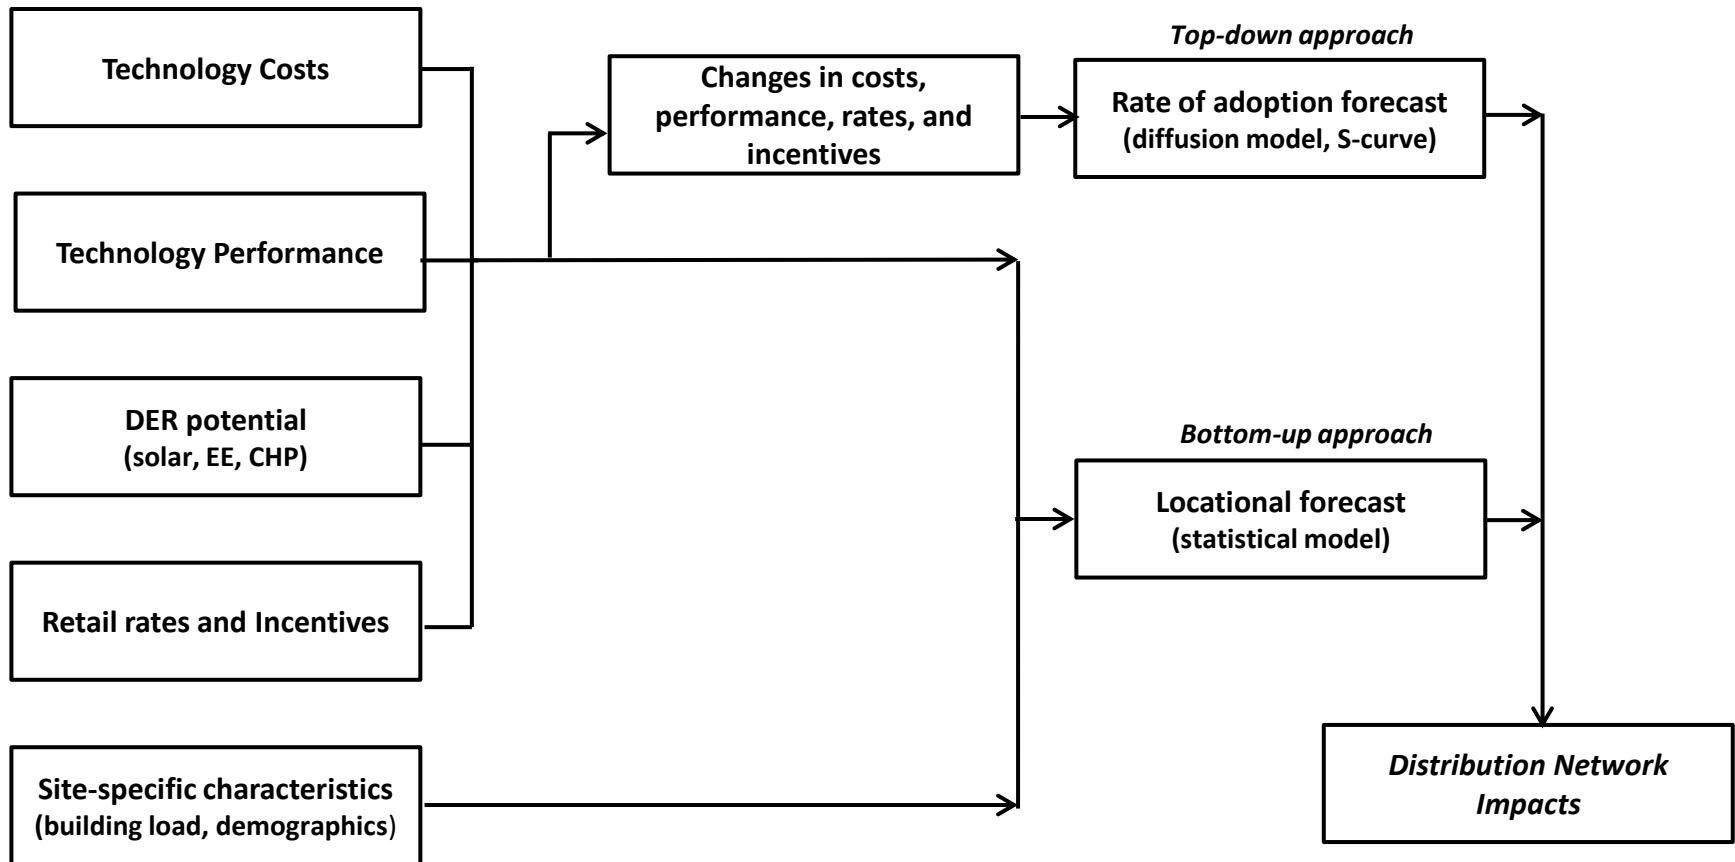 Technology Costs
Technology Performance
DER potential
(solar, EE, CHP)
Retail rates and Incentives
Site-specific characteristics
(building load, demographics)
Changes in costs,
performance, rates, and
incentives
Top-down approach
Rate of adoption forecast
(diffusion model, S-curve)
Bottom-up approach
Locational forecast
(statistical model)
Distribution Network
Impacts